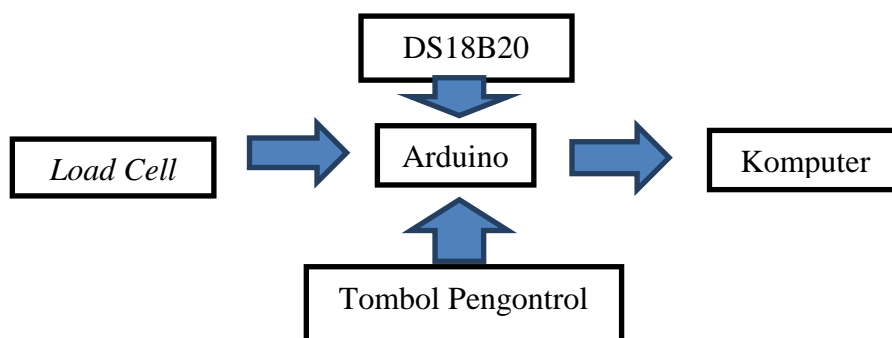 DS18B20
Load Cell
Arduino
Komputer
Tombol Pengontrol